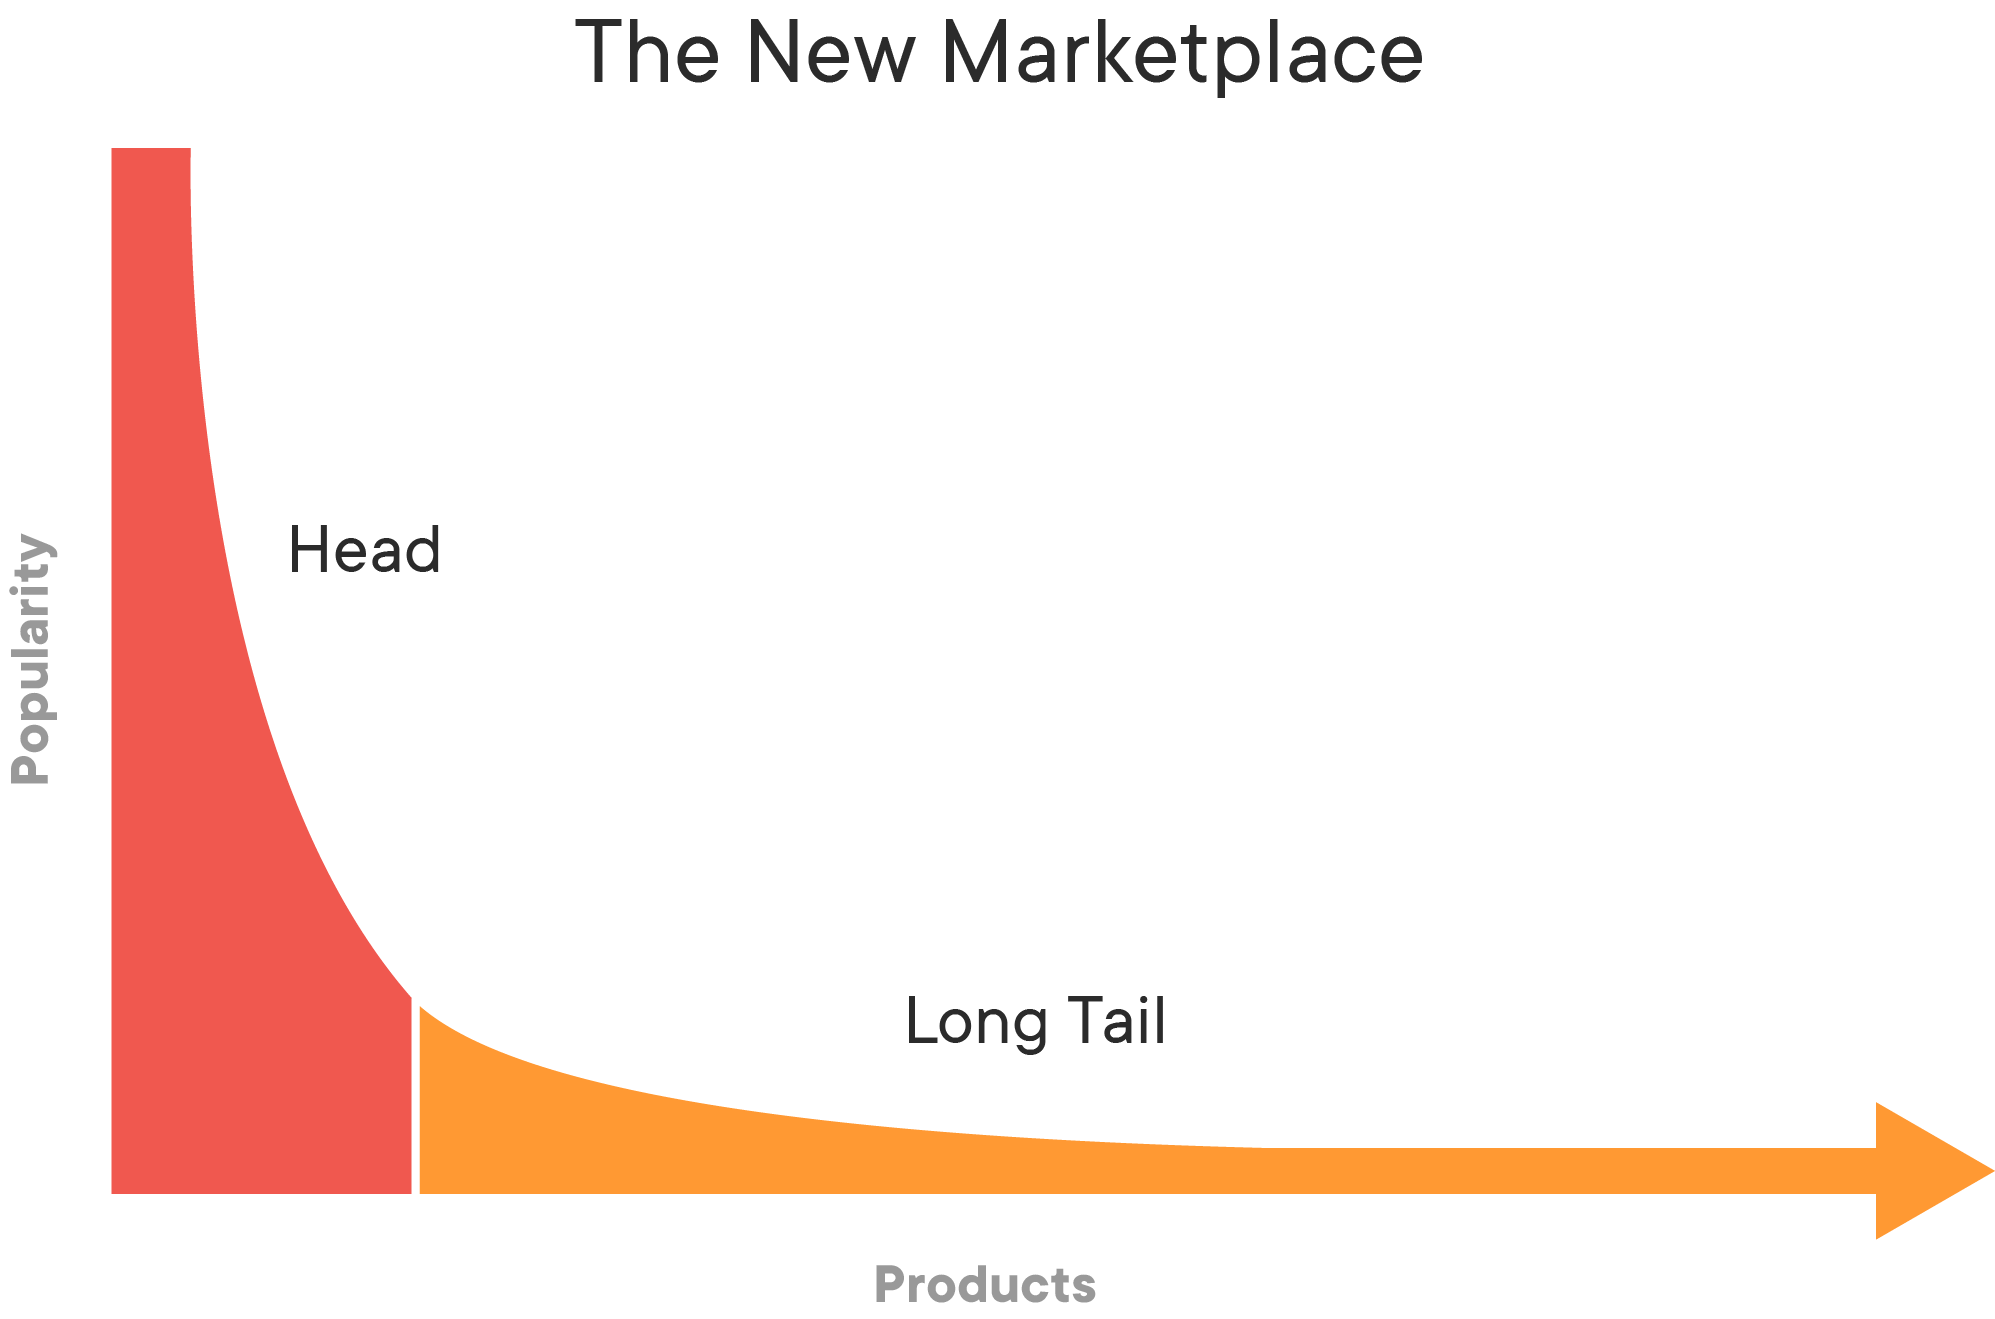 The New Marketplace
Head
Popularity
Long Tail
Products